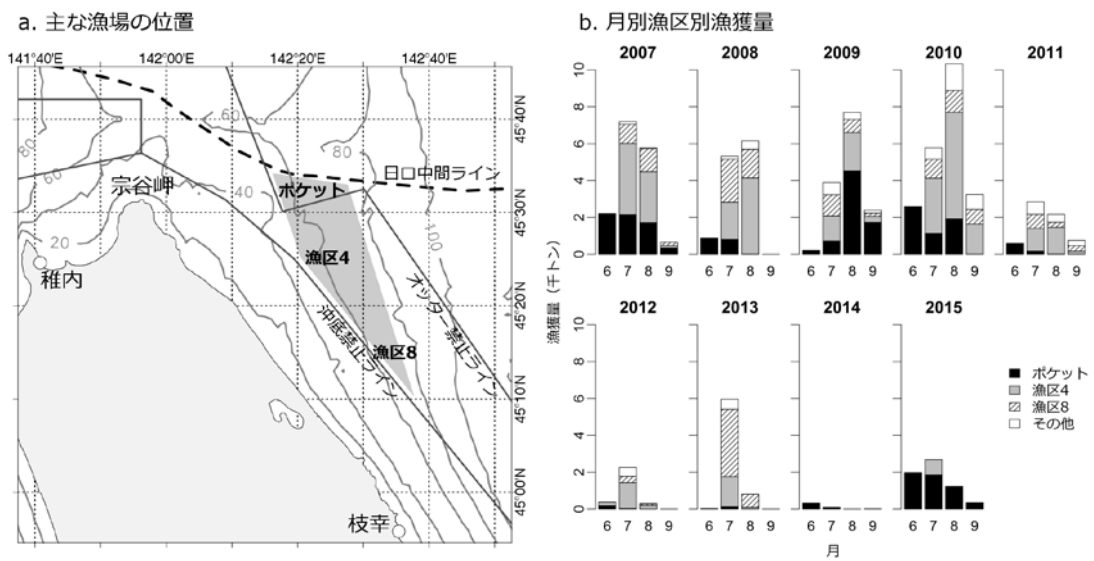 a. 主な漁場の位置
141°40'E 142°00'E 142°20'E 142°40'E
45°40'N
45°30'N
45°20'N
45°10'N
45°00'N
80
60
20
40
60
80
100
宗谷岬
稚内
枝幸
ポケット
漁区4
漁区8
日ロ中間ライン
オッター禁止ライン
沖底禁止ライン
b. 月別漁区別漁獲量
2007 2008 2009 2010 2011
10
8
6
4
2
0
6 7 8 9 6 7 8 9 6 7 8 9 6 7 8 9 6 7 8 9
漁獲量（千トン）
2012 2013 2014 2015
10
8
6
4
2
0
6 7 8 9 6 7 8 9 6 7 8 9 6 7 8 9
月
ポケット
漁区4
漁区8
その他